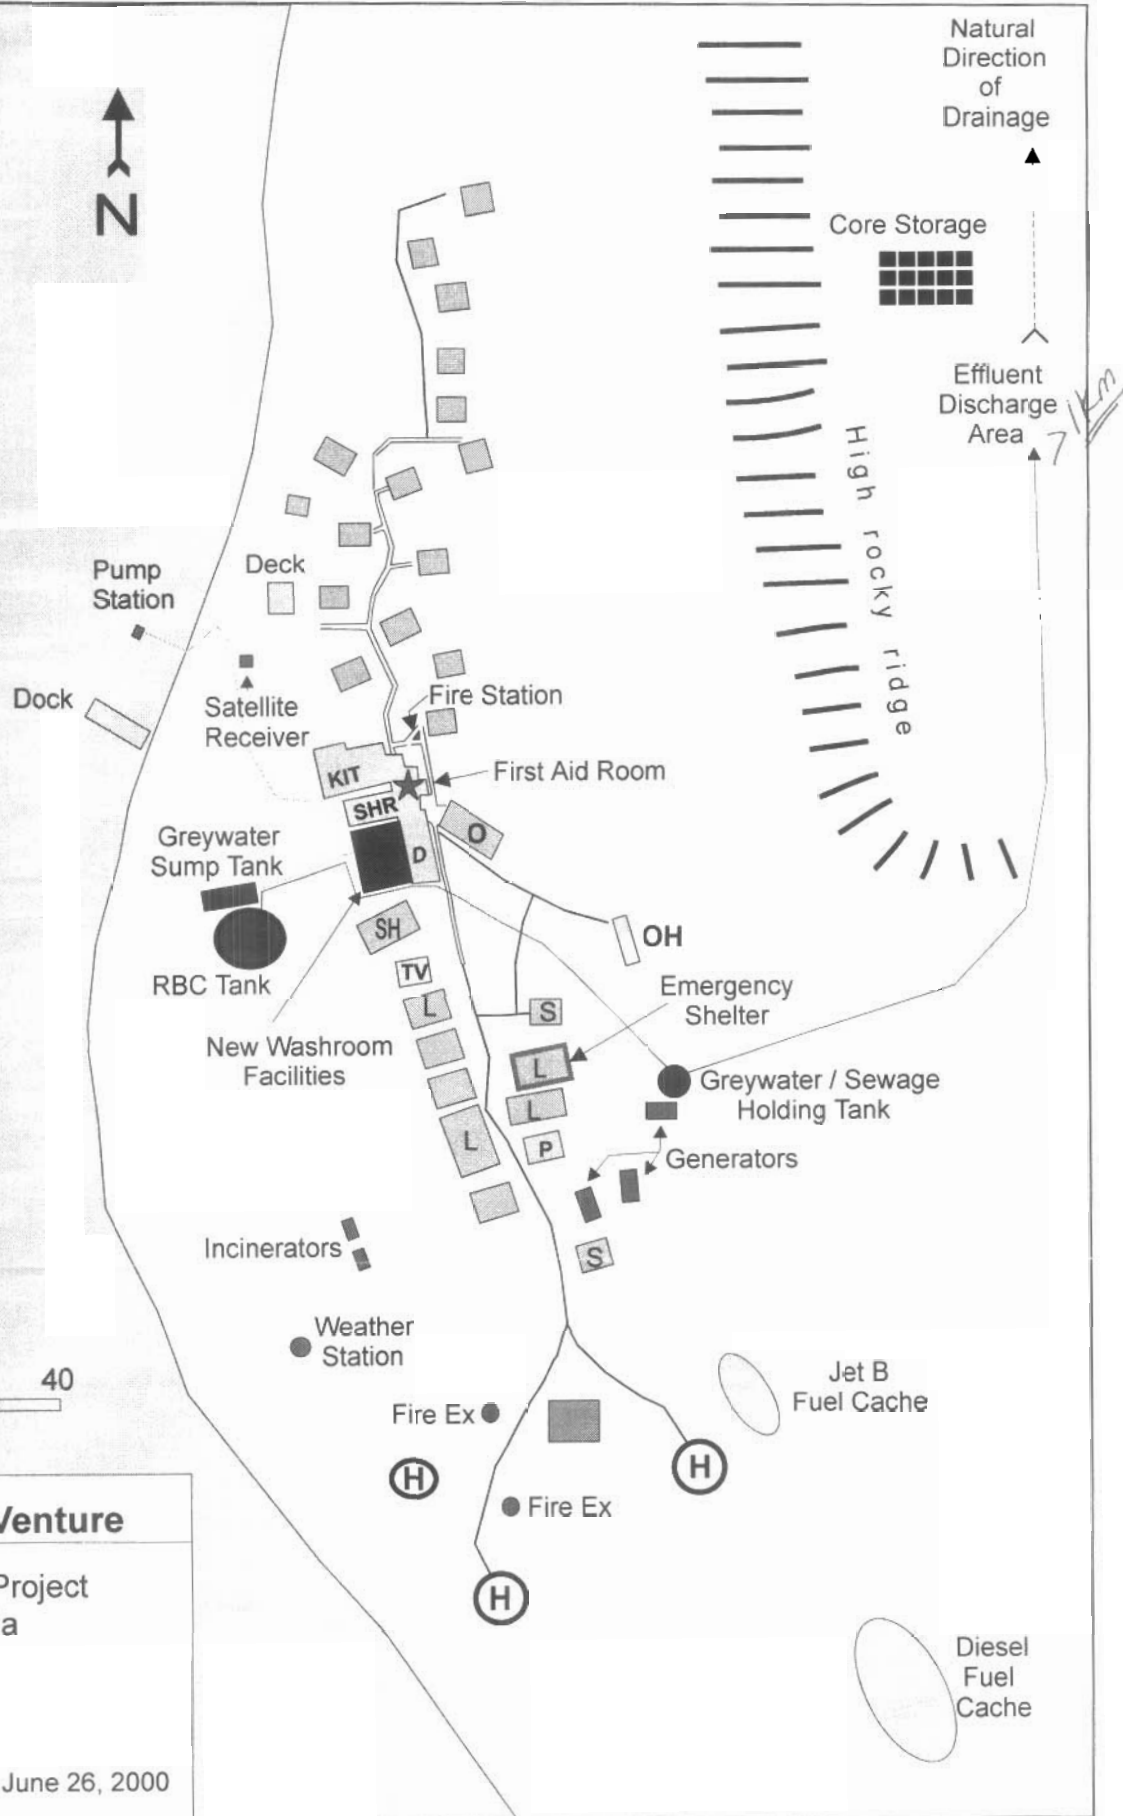 Natural
Direction
of
Drainage
N
Core Storage
Effluent
Discharge
Area
71km
High rocky ridge
Pump
Station
Deck
Dock
Satellite
Receiver
Fire Station
KIT
First Aid Room
SHR
Greywater
Sump Tank
O
D
SH
OH
RBC Tank
TV
Emergency
Shelter
L
S
New Washroom
Facilities
L
Greywater / Sewage
Holding Tank
L
L
P
Generators
Incinerators
S
Weather
Station
40
Jet B
Fuel Cache
Fire Ex
H
H
Fire Ex
Venture
Project
a
H
Diesel
Fuel
Cache
June 26, 2000